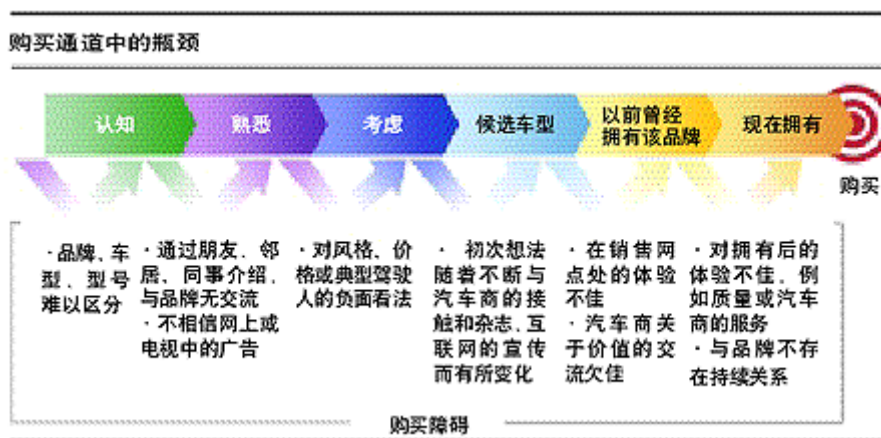 购买通道中的瓶颈
认知
熟悉
考虑
候选车型
以前曾经
拥有该品牌
现在拥有
购买
·品牌、车
型、型号
难以区分
·通过朋友、邻
居、同事介绍,
与品牌无交流
·不相信网上或
电视中的广告
·对风格、价
格或典型驾驶
人的负面看法
·初次想法
随着不断与
汽车商的接
触和杂志、互
联网的宣传
而有所变化
·在销售网
点处的体验
不佳
·汽车商关
于价值的交
流欠佳
·对拥有后的
体验不佳,例
如质量或汽车
商的服务
·与品牌不存
在持续关系
购买障碍